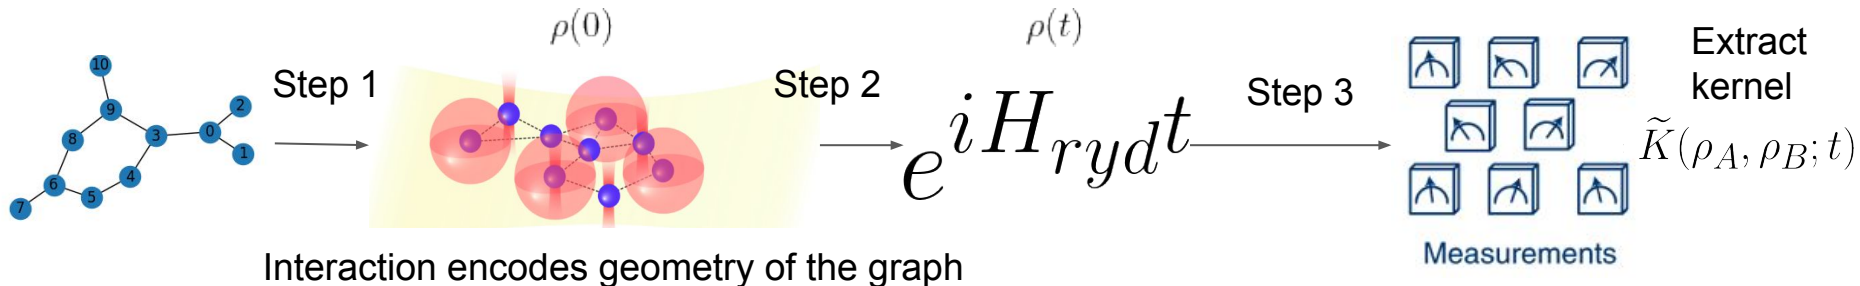 10
9
8
3
0
2
1
4
5
6
7
Step 1
ρ(0)
Interaction encodes geometry of the graph
Step 2
ρ(t)
e^{iH_{ryd}t}
Step 3
Measurements
Extract
kernel
K̃(ρ_A, ρ_B; t)